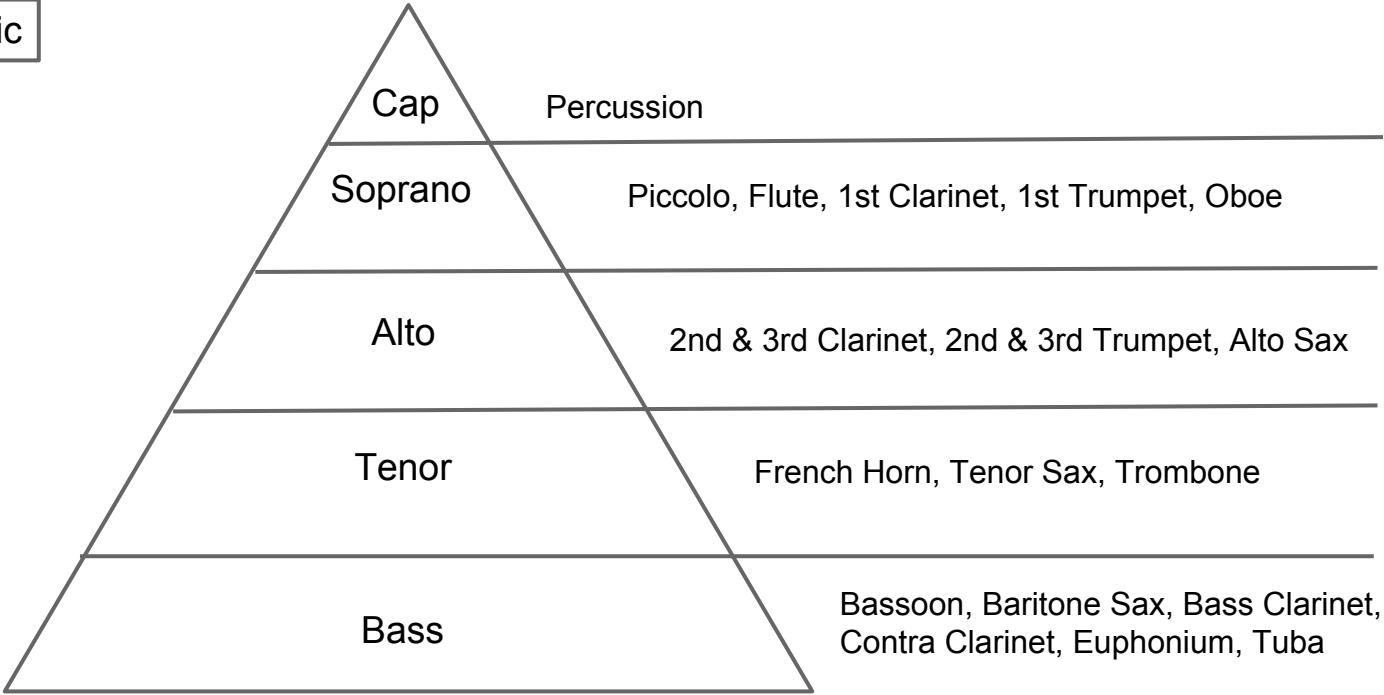 ic
Cap
Percussion
Soprano
Piccolo, Flute, 1st Clarinet, 1st Trumpet, Oboe
Alto
2nd & 3rd Clarinet, 2nd & 3rd Trumpet, Alto Sax
Tenor
French Horn, Tenor Sax, Trombone
Bass
Bassoon, Baritone Sax, Bass Clarinet,
Contra Clarinet, Euphonium, Tuba